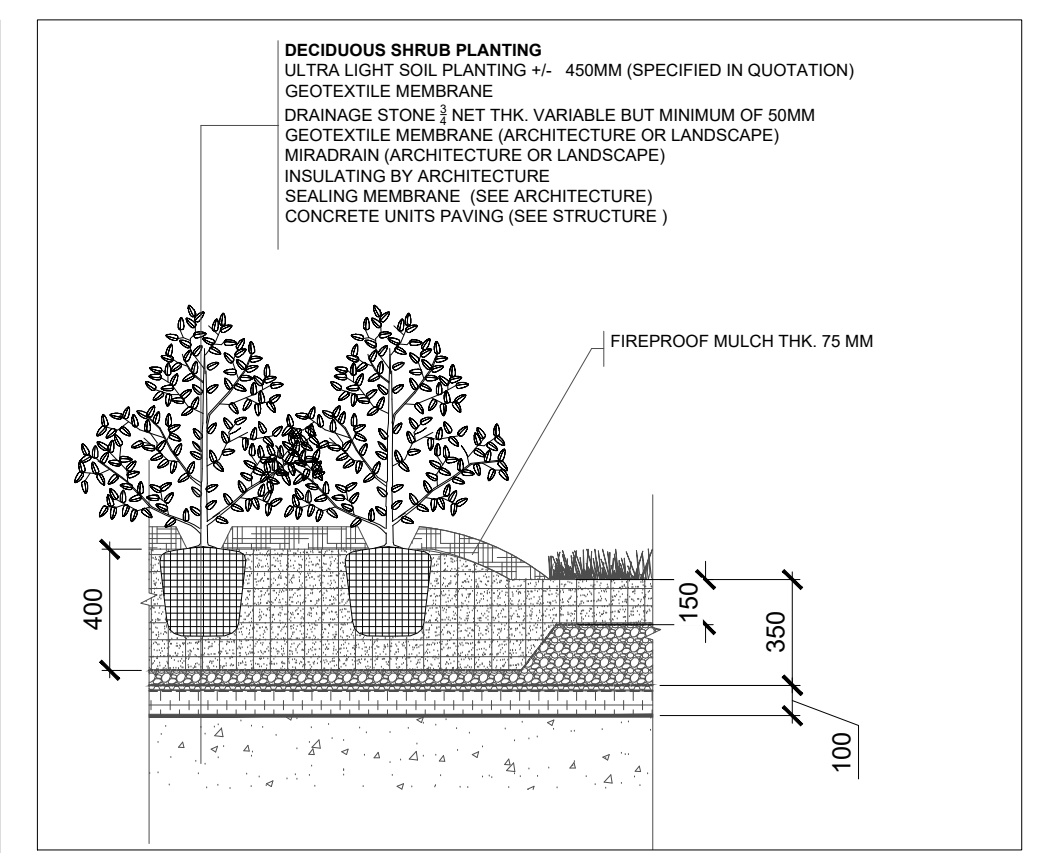 DECIDUOUS SHRUB PLANTING
ULTRA LIGHT SOIL PLANTING +/- 450MM (SPECIFIED IN QUOTATION)
GEOTEXTILE MEMBRANE
DRAINAGE STONE 3/4 NET THK. VARIABLE BUT MINIMUM OF 50MM
GEOTEXTILE MEMBRANE (ARCHITECTURE OR LANDSCAPE)
MIRADRAIN (ARCHITECTURE OR LANDSCAPE)
INSULATING BY ARCHITECTURE
SEALING MEMBRANE (SEE ARCHITECTURE)
CONCRETE UNITS PAVING (SEE STRUCTURE )
FIREPROOF MULCH THK. 75 MM
400
150
350
100